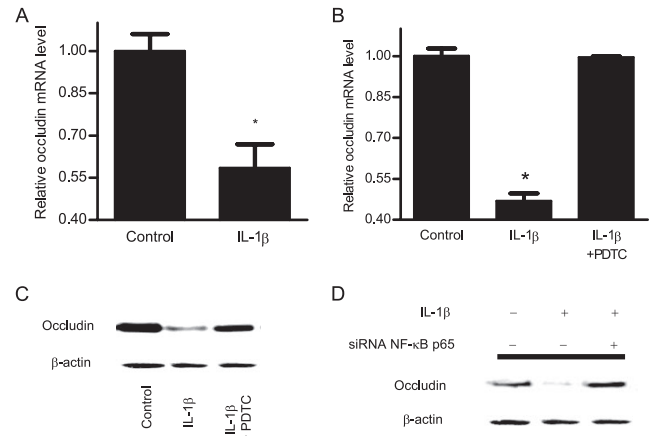 A
Relative occludin mRNA level
1.00
0.85
0.70
0.55
0.40
*
Control
IL-1β
B
Relative occludin mRNA level
1.00
0.85
0.70
0.55
0.40
*
Control
IL-1β
IL-1β
+PDTC
C
Occludin
β-actin
Control
IL-1β
IL-1β
PDTC
D
IL-1β – + +
siRNA NF-κB p65 – – +
Occludin
β-actin